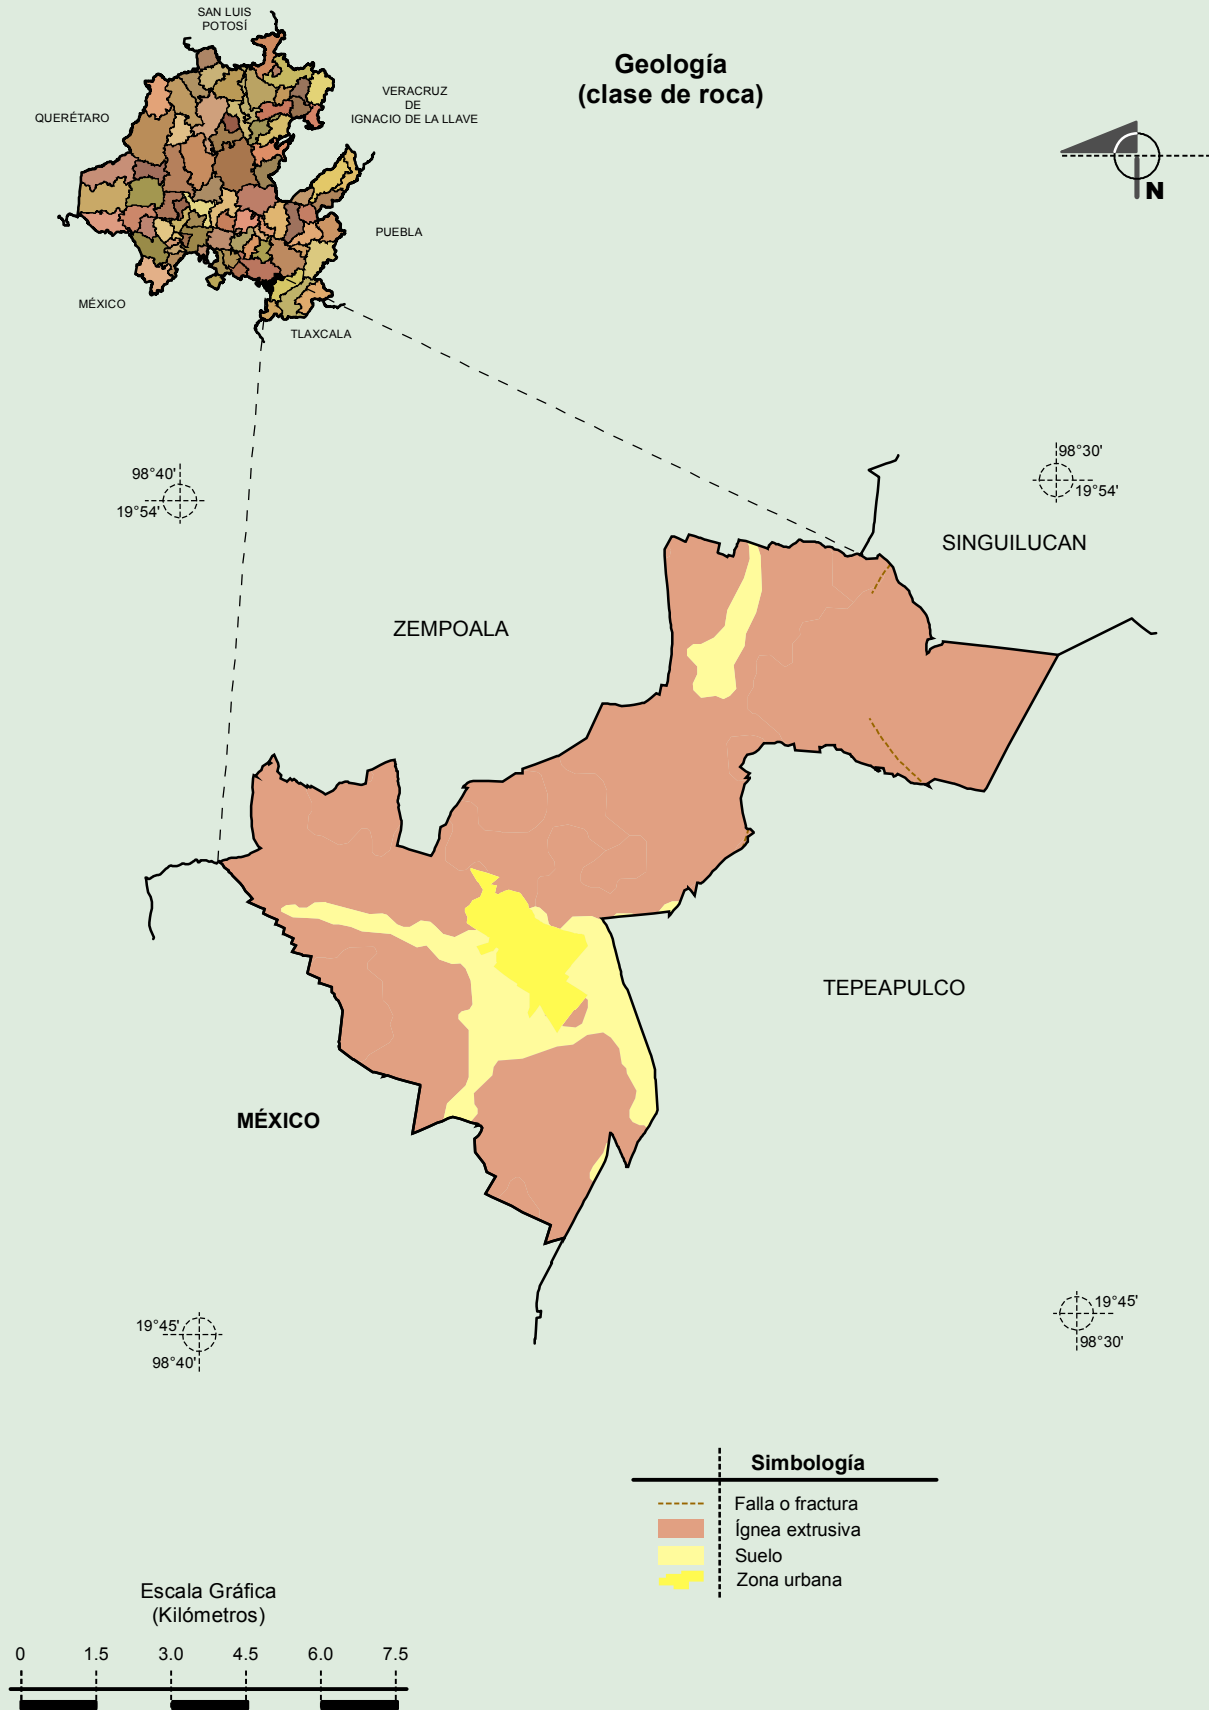 SAN LUIS
POTOSÍ
Geología
(clase de roca)
VERACRUZ
DE
IGNACIO DE LA LLAVE
QUERÉTARO
N
PUEBLA
MÉXICO
TLAXCALA
98°40'
19°54'
98°30'
19°54'
SINGUILUCAN
ZEMPOALA
TEPEAPULCO
MÉXICO
19°45'
98°40'
19°45'
98°30'
Simbología
Falla o fractura
Ígnea extrusiva
Suelo
Zona urbana
Escala Gráfica
(Kilómetros)
0 1.5 3.0 4.5 6.0 7.5